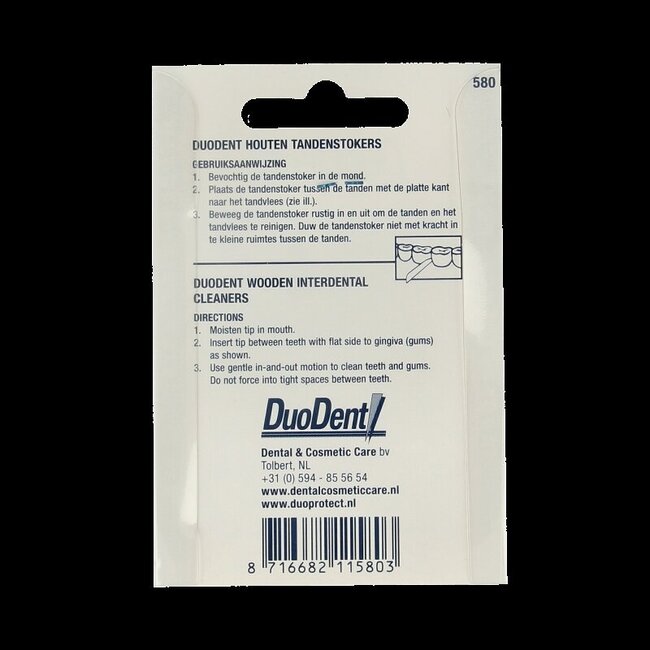 580
DUODENT HOUTEN TANDENSTOKERS
GEBRUIKSAANWIJZING
1. Bevochtig de tandenstoker in de mond.
2. Plaats de tandenstoker tussen de tanden met de platte kant
naar het tandvlees (zie ill.).
3. Beweeg de tandenstoker rustig in en uit om de tanden en het
tandvlees te reinigen. Duw de tandenstoker niet met kracht in
te kleine ruimtes tussen de tanden.
DUODENT WOODEN INTERDENTAL
CLEANERS
DIRECTIONS
1. Moisten tip in mouth.
2. Insert tip between teeth with flat side to gingiva (gums)
as shown.
3. Use gentle in-and-out motion to clean teeth and gums.
Do not force into tight spaces between teeth.
DuoDent
Dental & Cosmetic Care bv
Tolbert, NL
+31 (0) 594 - 85 56 54
www.dentalcosmeticcare.nl
www.duoprotect.nl
8 716682 115803